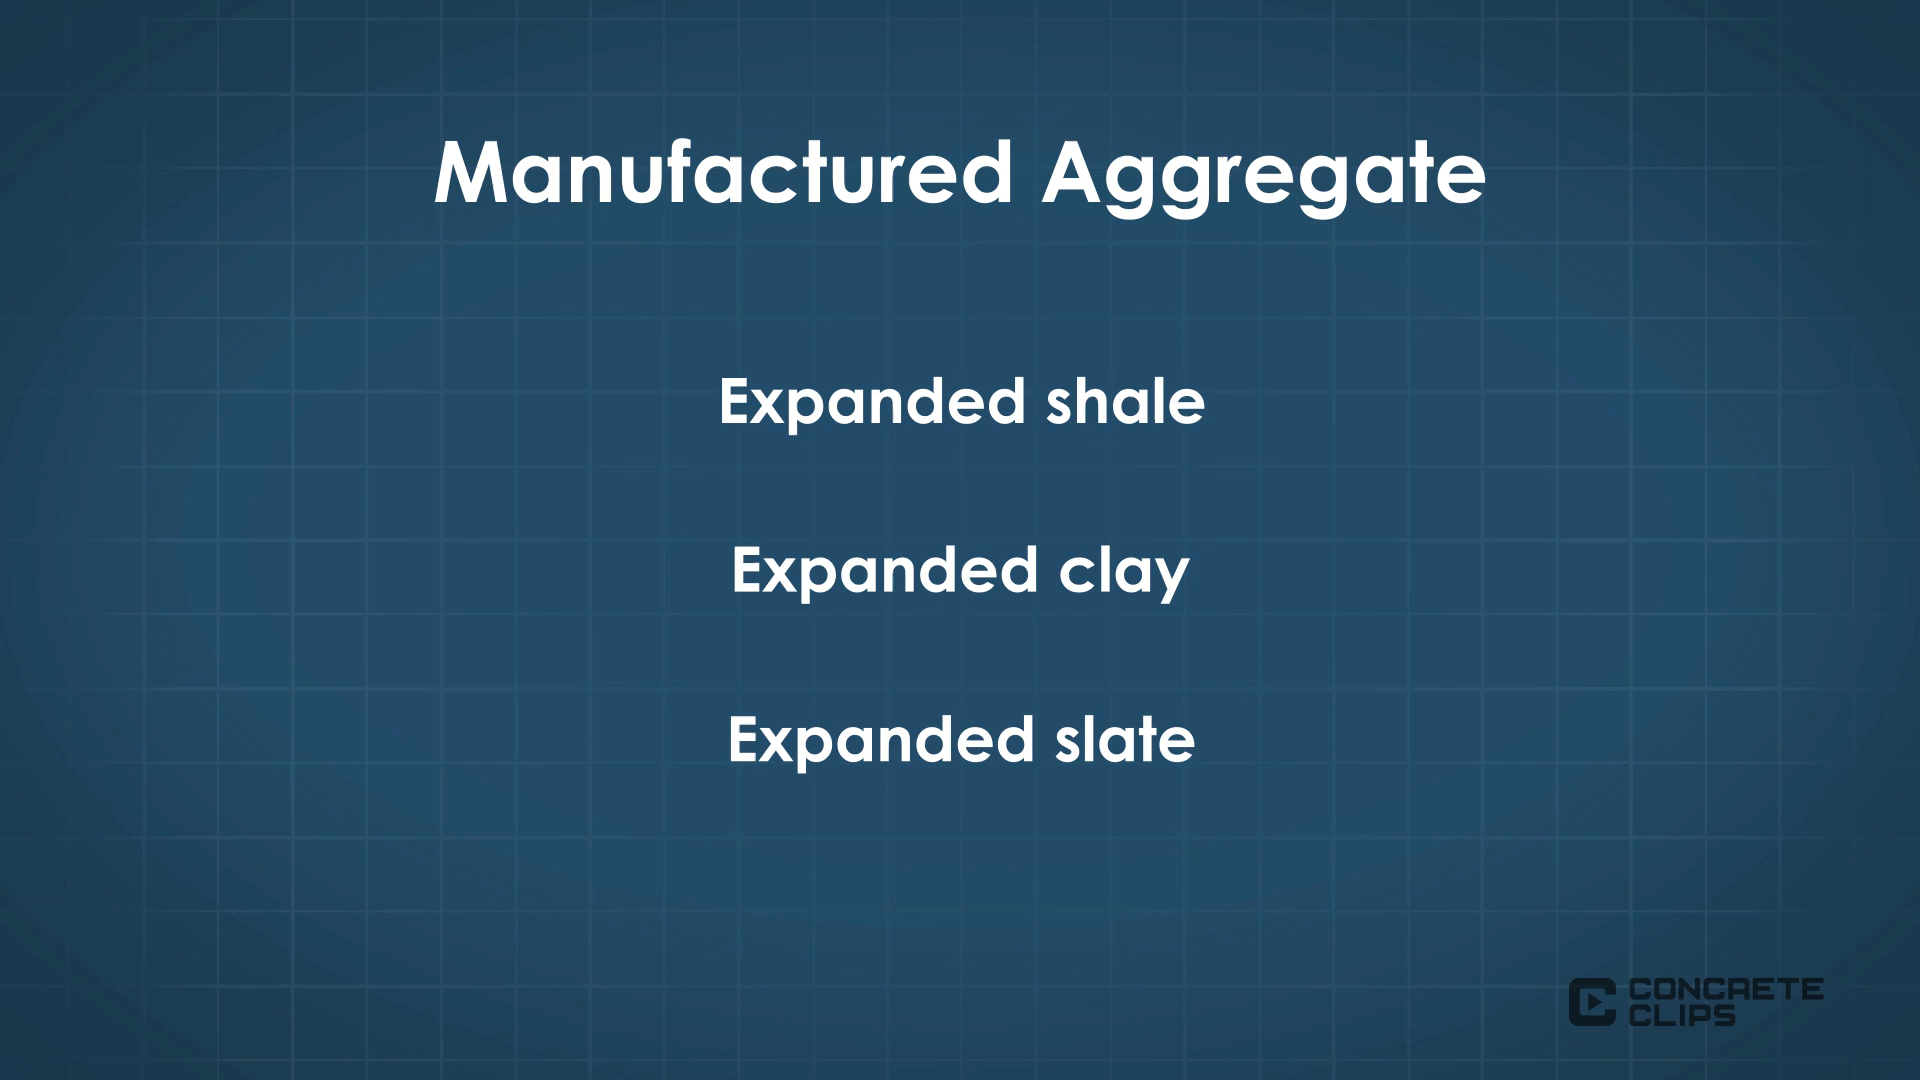 Manufactured Aggregate
Expanded shale
Expanded clay
Expanded slate
CONCRETE
CLIPS